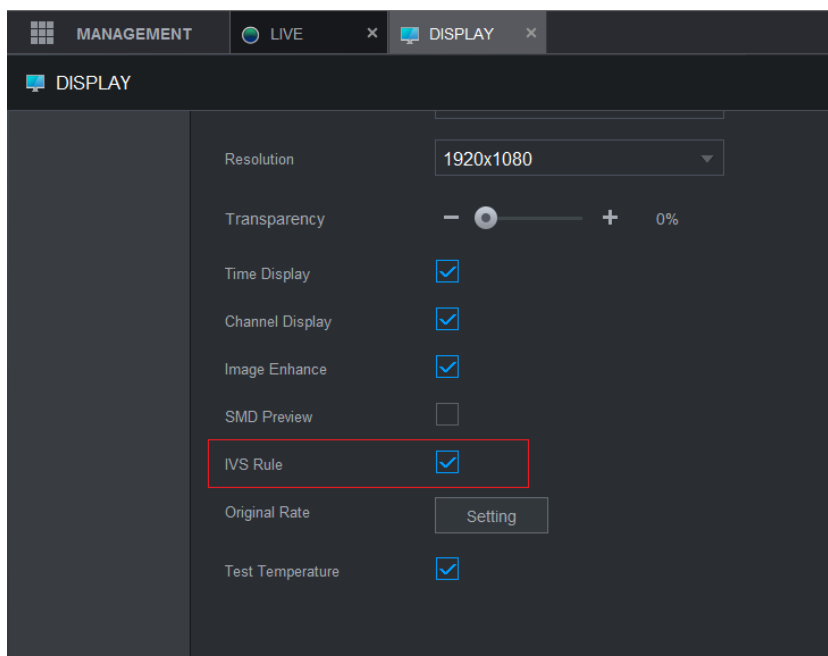 MANAGEMENT LIVE × DISPLAY ×
DISPLAY
Resolution 1920x1080
Transparency − + 0%
Time Display
Channel Display
Image Enhance
SMD Preview
IVS Rule
Original Rate Setting
Test Temperature